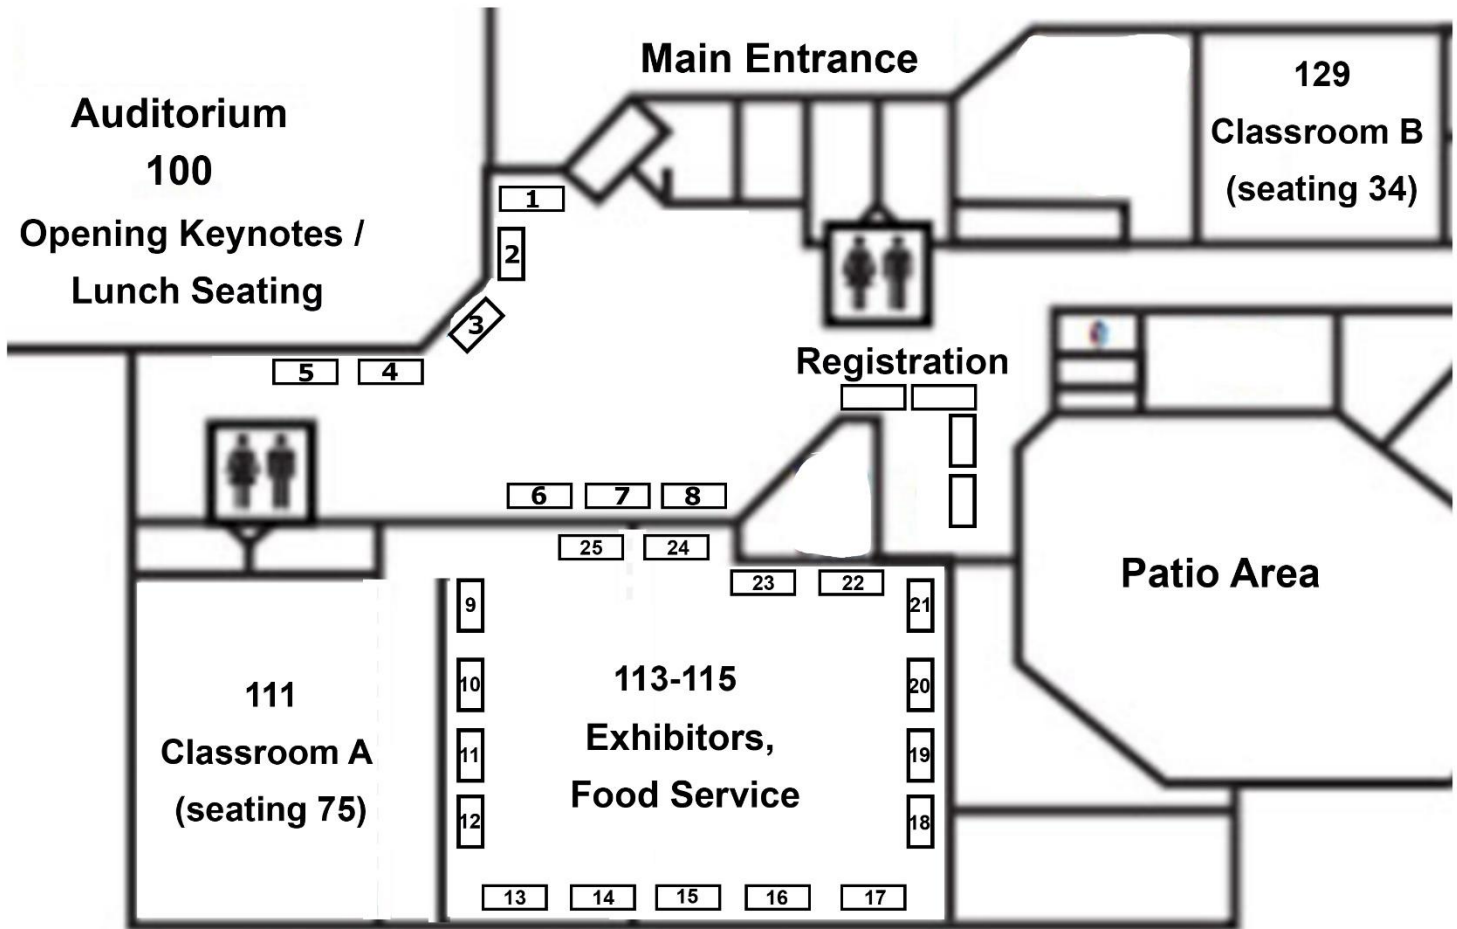 Main Entrance
Auditorium
100
Opening Keynotes /
Lunch Seating
129
Classroom B
(seating 34)
1
2
3
5
4
Registration
6
7
8
25
24
23
22
9
21
10
20
11
19
12
18
113-115
Exhibitors,
Food Service
111
Classroom A
(seating 75)
Patio Area
13
14
15
16
17